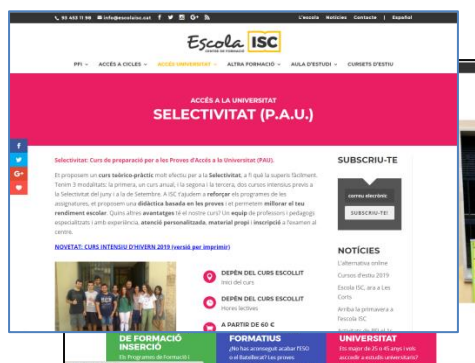 93 453 11 98 info@escolaisc.cat
L'escola Notícies Contacte | Español
Escola ISC
CENTRE DE FORMACIÓ
PFI ACCÉS A CICLES ACCÉS UNIVERSITAT ALTRA FORMACIÓ AULA D'ESTUDI CURSETS D'ESTIU
ACCÉS A LA UNIVERSITAT
SELECTIVITAT (P.A.U.)
Selectivitat: Curs de preparació per a les Proves d'Accés a la Universitat (PAU).
Et proposem un curs teòrico-pràctic molt efectiu per a la Selectivitat, a fi què la superis fàcilment.
Tenim 3 modalitats: la primera, un curs anual, i la segona i la tercera, dos cursos intensius previs a
la Selectivitat del juny i a la de Setembre. A ISC t'ajudem a reforçar els programes de les
assignatures, et proposem una didàctica basada en les proves i et permetem millorar el teu
rendiment escolar. Quins altres avantatges té el nostre curs? Un equip de professors i pedagogs
especialitzats i amb experiència, atenció personalitzada, material propi i inscripció a l'examen al
centre.
NOVETAT: CURS INTENSIU D'HIVERN 2019 (versió per imprimir)
DEPÈN DEL CURS ESCOLLIT
Inici del curs
DEPÈN DEL CURS ESCOLLIT
Hores lectives
A PARTIR DE 60 €
SUBSCRIU-TE
correu electrònic
SUBSCRIU-TE!
NOTÍCIES
L'alternativa online
Cursos d'estiu 2019
Escola ISC, ara a Les
Corts
Arriba la primavera a
l'escola ISC
DE FORMACIÓ
INSERCIÓ
Els Programes de Formació i
FORMATIUS
¿No has aconseguit acabar l'ESO
o el Batxillerat? Les proves
UNIVERSITAT
Ets major de 25 o 45 anys i vols
accedir a estudis universitaris?